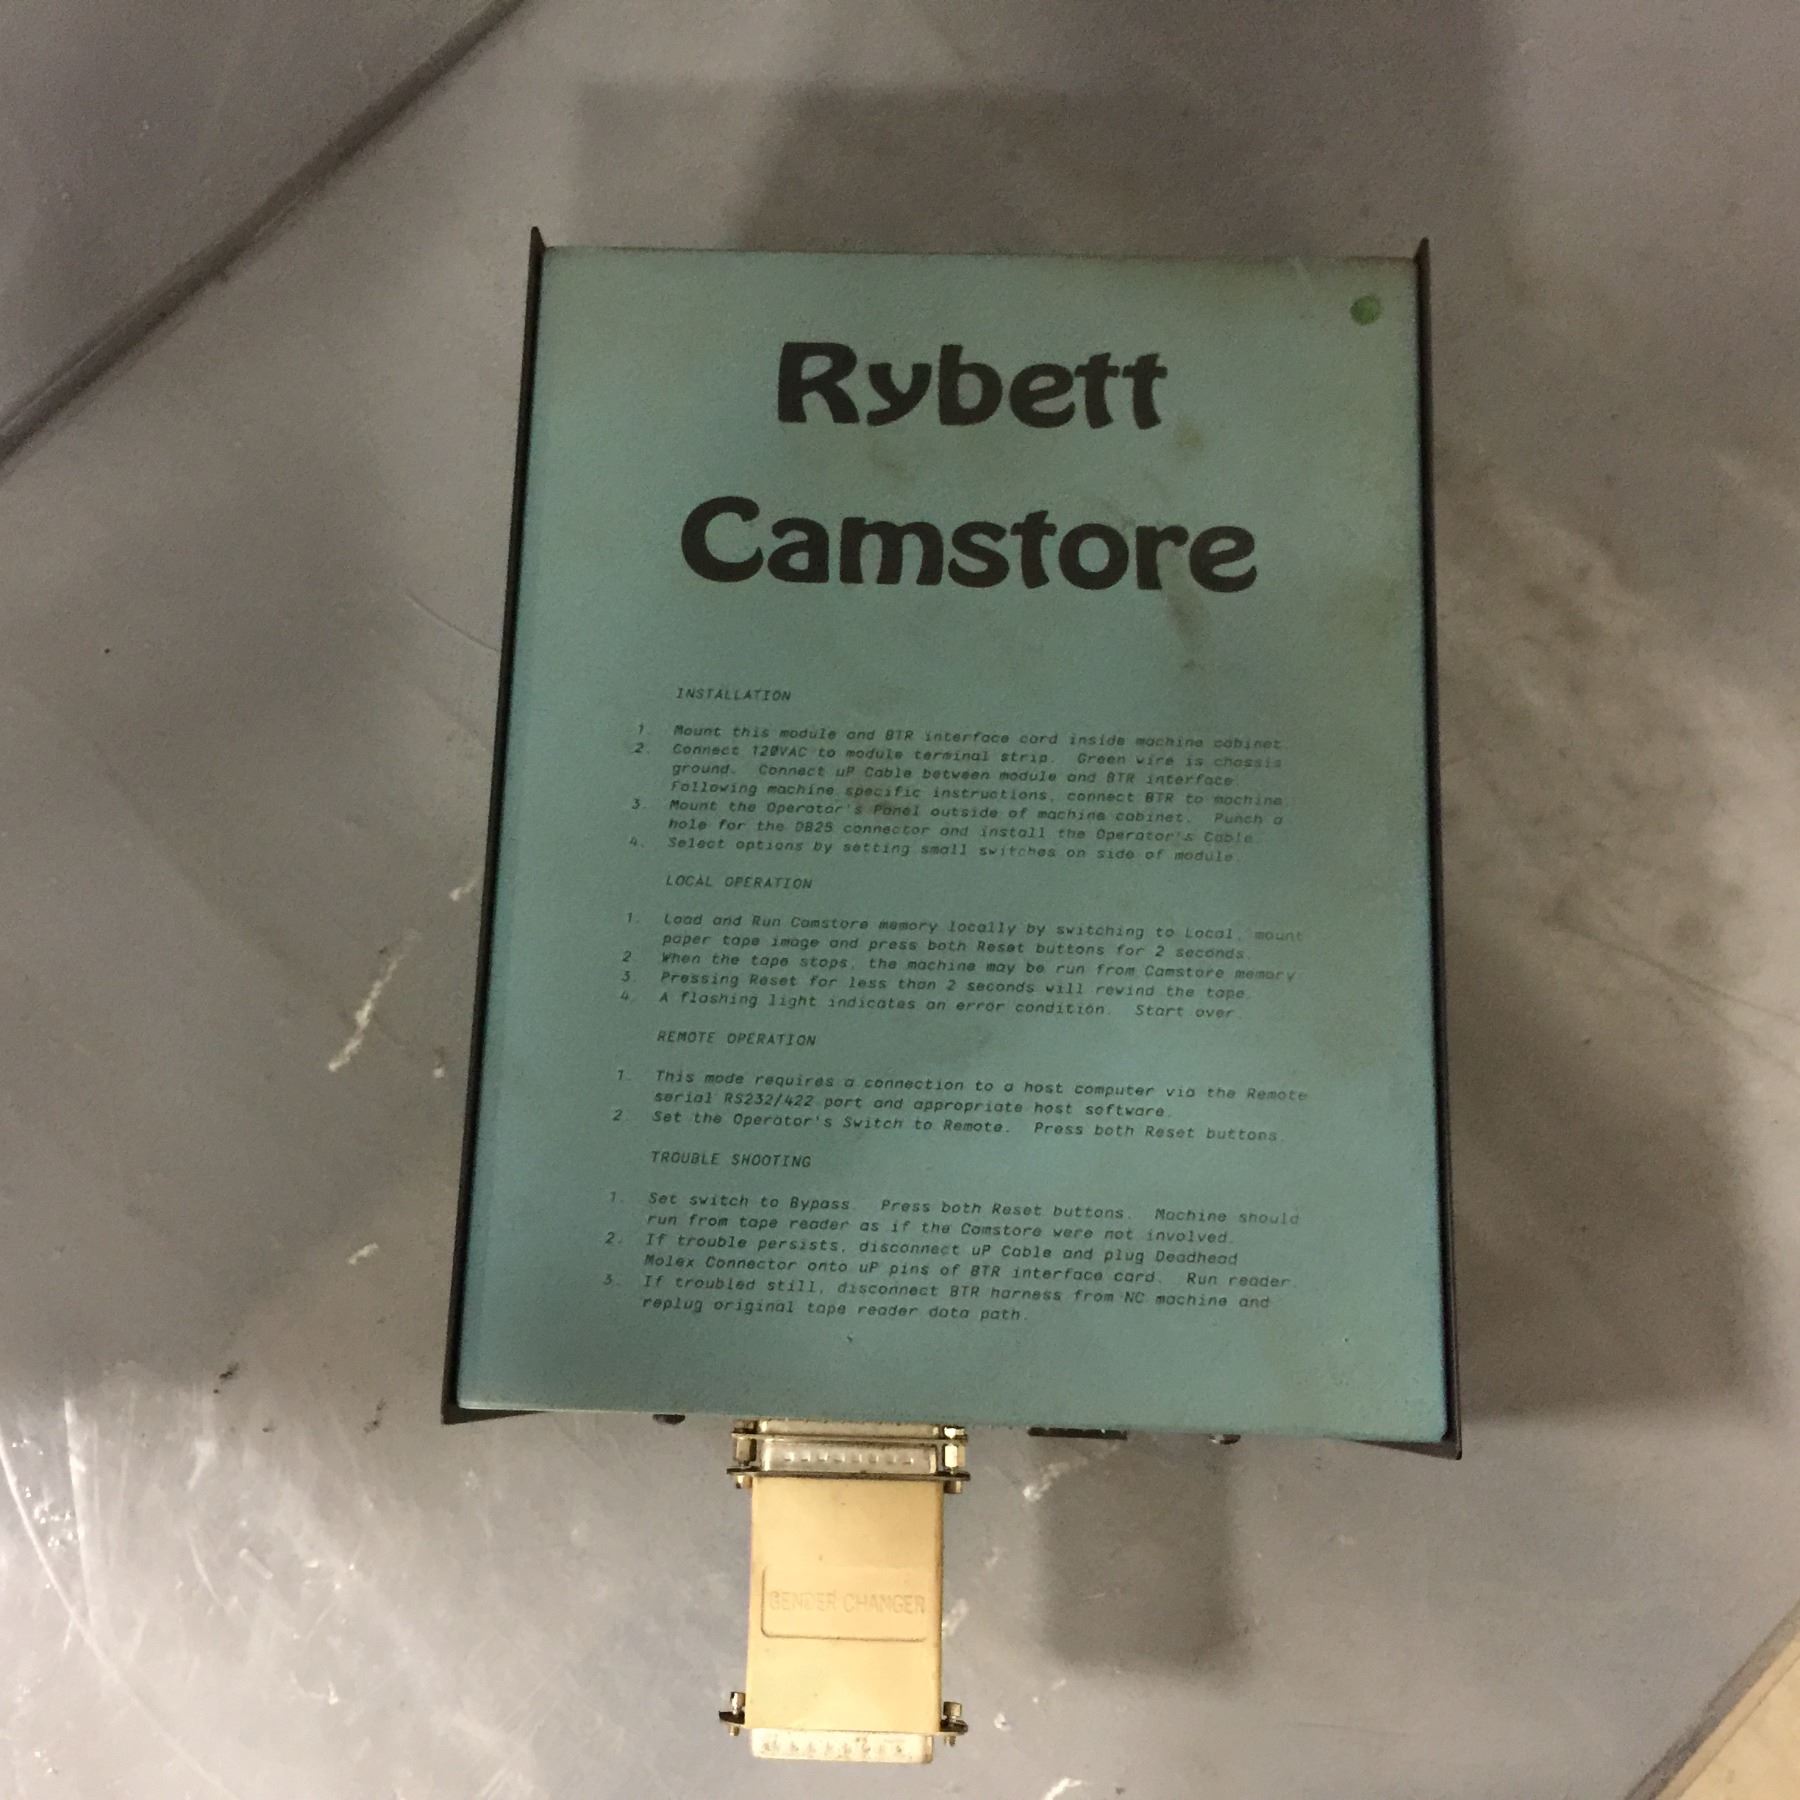 Rybett
Camstore
INSTALLATION
1. Mount this module and BTR interface card inside machine cabinet.
2. Connect 120VAC to module terminal strip. Green wire is chassis
ground. Connect uP Cable between module and BTR interface.
Following machine specific instructions, connect BTR to machine.
3. Mount the Operator's Panel outside of machine cabinet. Punch a
hole for the DB25 connector and install the Operator's Cable.
4. Select options by setting small switches on side of module.
LOCAL OPERATION
1. Load and Run Camstore memory locally by switching to Local, mount
paper tape image and press both Reset buttons for 2 seconds.
2. When the tape stops, the machine may be run from Camstore memory.
3. Pressing Reset for less than 2 seconds will rewind the tape.
4. A flashing light indicates an error condition. Start over.
REMOTE OPERATION
1. This mode requires a connection to a host computer via the Remote
serial RS232/422 port and appropriate host software.
2. Set the Operator's Switch to Remote. Press both Reset buttons.
TROUBLE SHOOTING
1. Set switch to Bypass. Press both Reset buttons. Machine should
run from tape reader as if the Camstore were not involved.
2. If trouble persists, disconnect uP Cable and plug Deadhead
Molex Connector onto uP pins of BTR interface card. Run reader.
3. If troubled still, disconnect BTR harness from NC machine and
replug original tape reader data path.
GENDER CHANGER